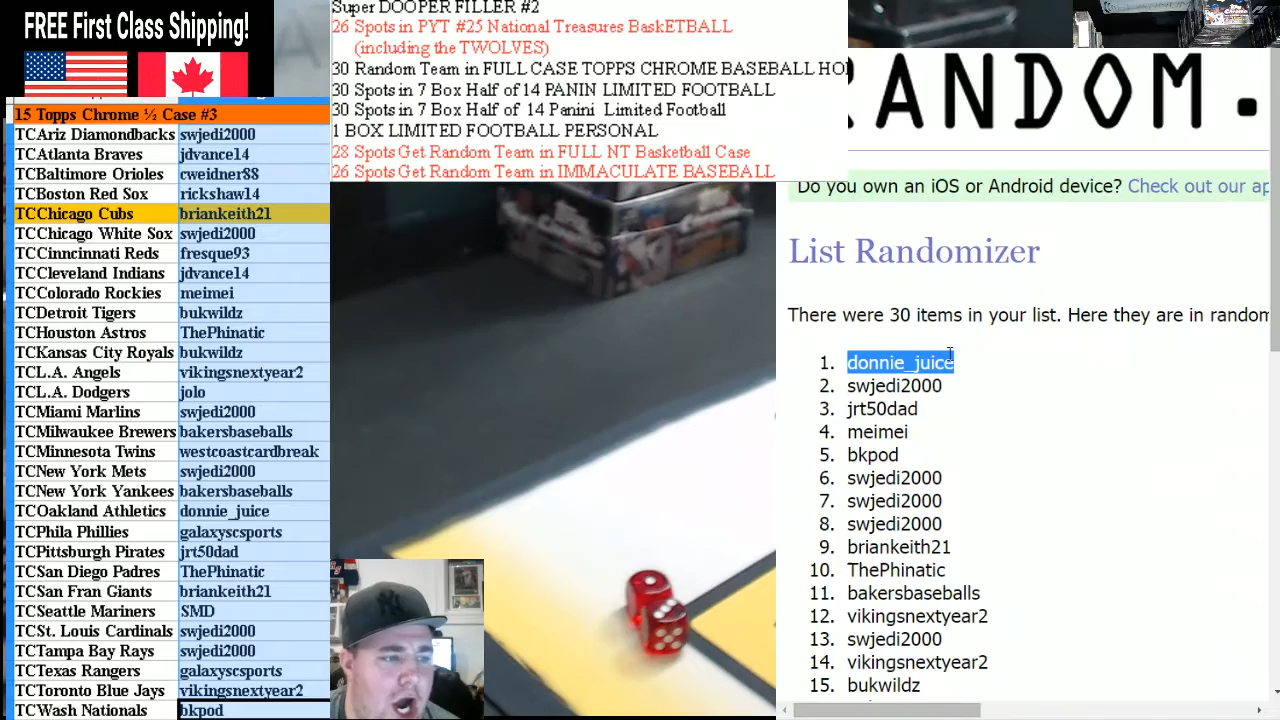 FREE First Class Shipping!
15 Topps Chrome ½ Case #3
TCAriz Diamondbacks swjedi2000
TCAtlanta Braves jdvance14
TCBaltimore Orioles cweidner88
TCBoston Red Sox rickshaw14
TCChicago Cubs briankeith21
TCChicago White Sox swjedi2000
TCCinncinnati Reds fresque93
TCCleveland Indians jdvance14
TCColorado Rockies meimei
TCDetroit Tigers bukwildz
TCHouston Astros ThePhinatic
TCKansas City Royals bukwildz
TCL.A. Angels vikingsnextyear2
TCL.A. Dodgers jolo
TCMiami Marlins swjedi2000
TCMilwaukee Brewers bakersbaseballs
TCMinnesota Twins westcoastcardbreak
TCNew York Mets swjedi2000
TCNew York Yankees bakersbaseballs
TCOakland Athletics donnie_juice
TCPhila Phillies galaxyscsports
TCPittsburgh Pirates jrt50dad
TCSan Diego Padres ThePhinatic
TCSan Fran Giants briankeith21
TCSeattle Mariners SMD
TCSt. Louis Cardinals swjedi2000
TCTampa Bay Rays swjedi2000
TCTexas Rangers galaxyscsports
TCToronto Blue Jays vikingsnextyear2
TCWash Nationals bkpod
Super DOOPER FILLER #2
26 Spots in PYT #25 National Treasures BaskETBALL
(including the TWOLVES)
30 Random Team in FULL CASE TOPPS CHROME BASEBALL HO
30 Spots in 7 Box Half of 14 PANIN LIMITED FOOTBALL
30 Spots in 7 Box Half of 14 Panini Limited Football
1 BOX LIMITED FOOTBALL PERSONAL
28 Spots Get Random Team in FULL NT Basketball Case
26 Spots Get Random Team in IMMACULATE BASEBALL
ANDOM.
Do you own an iOS or Android device? Check out our ap
List Randomizer
There were 30 items in your list. Here they are in random
1. donnie_juice
2. swjedi2000
3. jrt50dad
4. meimei
5. bkpod
6. swjedi2000
7. swjedi2000
8. swjedi2000
9. briankeith21
10. ThePhinatic
11. bakersbaseballs
12. vikingsnextyear2
13. swjedi2000
14. vikingsnextyear2
15. bukwildz